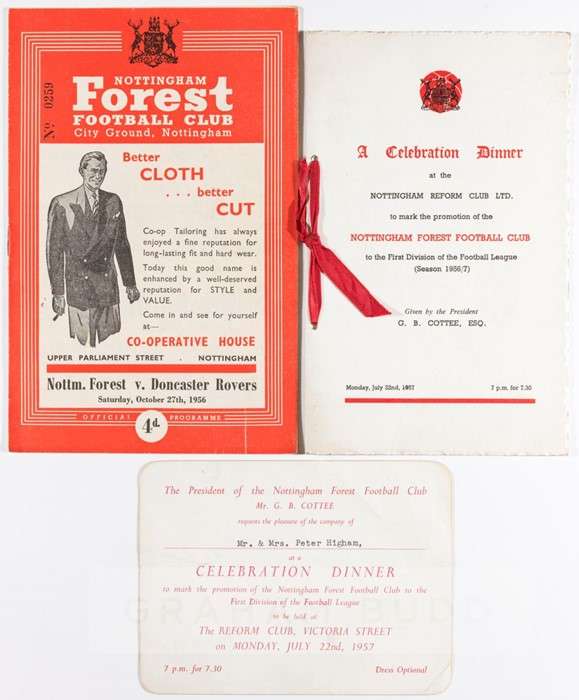 No 0259
NOTTINGHAM
Forest
FOOTBALL CLUB
City Ground, Nottingham
Better
CLOTH
. . . better
CUT
Co-op Tailoring has always
enjoyed a fine reputation for
long-lasting fit and hard wear.
Today this good name is
enhanced by a well-deserved
reputation for STYLE and
VALUE.
Come in and see for yourself
at—
CO-OPERATIVE HOUSE
UPPER PARLIAMENT STREET . NOTTINGHAM
Nottm. Forest v. Doncaster Rovers
Saturday, October 27th, 1956
OFFICIAL PROGRAMME
4d.
A Celebration Dinner
at the
NOTTINGHAM REFORM CLUB LTD.
to mark the promotion of the
NOTTINGHAM FOREST FOOTBALL CLUB
to the First Division of the Football League
(Season 1956/7)
Given by the President
G. B. COTTEE, ESQ.
Monday, July 22nd, 1957 7 p.m. for 7.30
The President of the Nottingham Forest Football Club
Mr. G. B. COTTEE
requests the pleasure of the company of
Mr. & Mrs. Peter Higham,
at a
CELEBRATION DINNER
to mark the promotion of the Nottingham Forest Football Club to the
First Division of the Football League
to be held at
The REFORM CLUB, VICTORIA STREET
on MONDAY, JULY 22nd, 1957
7 p.m. for 7.30 Dress Optional
GRAHAM BUDD